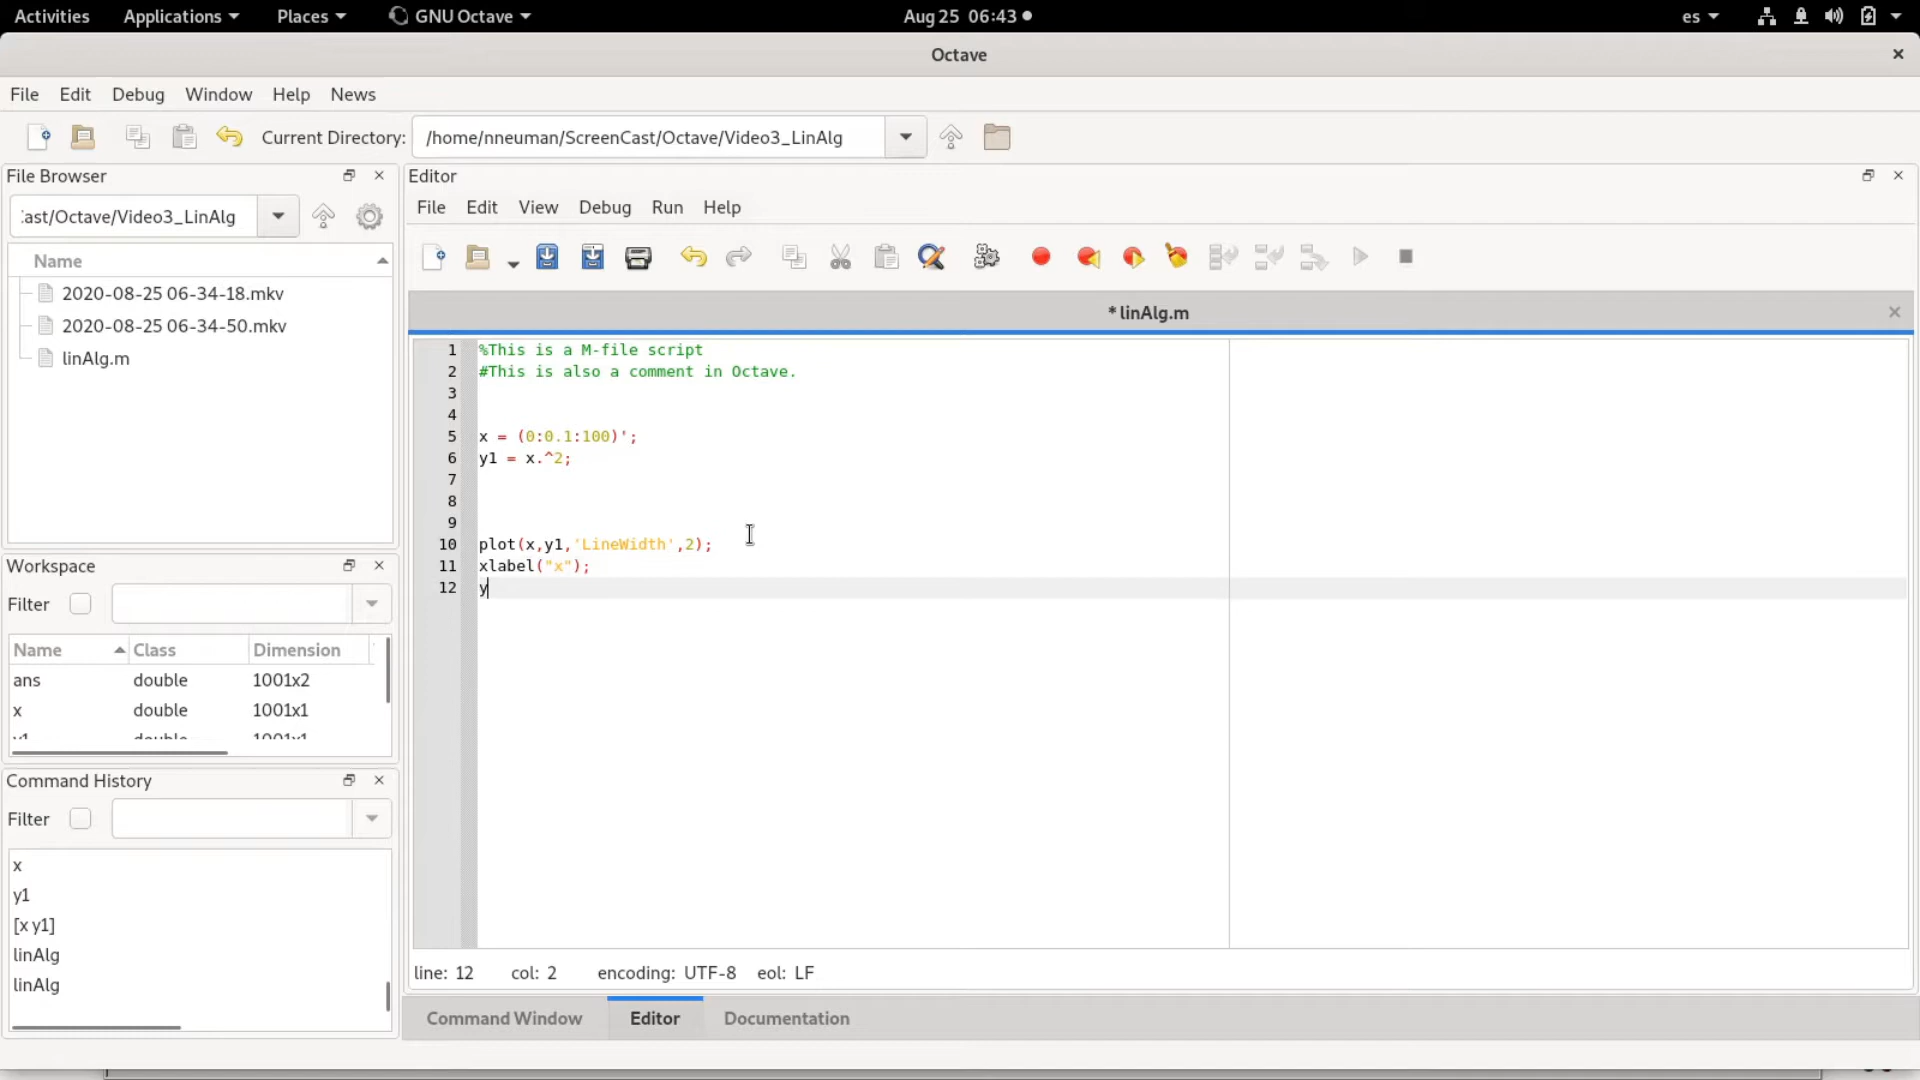 Activities Applications Places GNU Octave Aug 25 06:43 es
Octave
File Edit Debug Window Help News
Current Directory: /home/nneuman/ScreenCast/Octave/Video3_LinAlg
File Browser
:ast/Octave/Video3_LinAlg
Name
2020-08-25 06-34-18.mkv
2020-08-25 06-34-50.mkv
linAlg.m
Workspace
Filter
Name Class Dimension
ans double 1001x2
x double 1001x1
y1 double 1001x1
Command History
Filter
x
y1
[x y1]
linAlg
linAlg
Editor
File Edit View Debug Run Help
* linAlg.m
1 %This is a M-file script
2 #This is also a comment in Octave.
3
4
5 x = (0:0.1:100)';
6 y1 = x.^2;
7
8
9
10 plot(x,y1,'LineWidth',2);
11 xlabel("x");
12 y
line: 12 col: 2 encoding: UTF-8 eol: LF
Command Window Editor Documentation